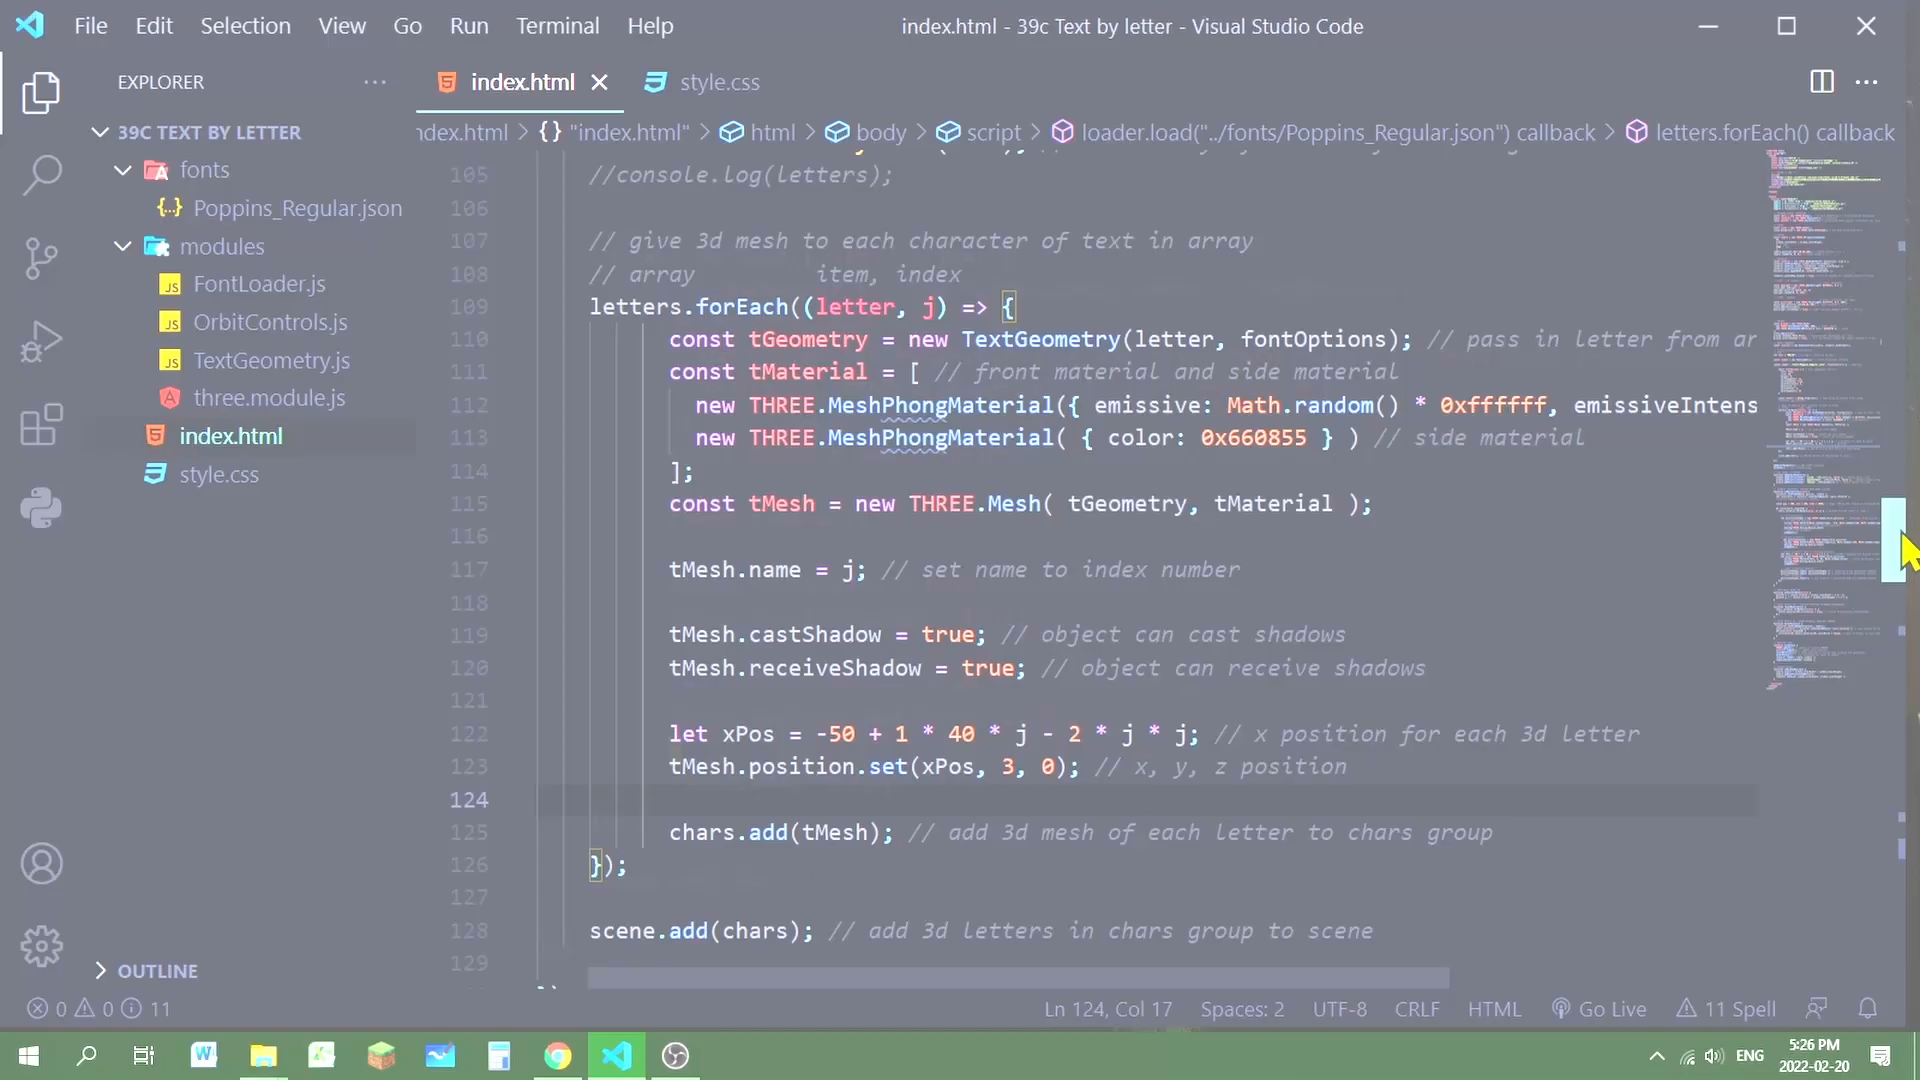 File Edit Selection View Go Run Terminal Help index.html - 39c Text by letter - Visual Studio Code
EXPLORER
index.html
style.css
39C TEXT BY LETTER
fonts
Poppins_Regular.json
modules
FontLoader.js
OrbitControls.js
TextGeometry.js
three.module.js
index.html
style.css
OUTLINE
ndex.html > {} "index.html" > html > body > script > loader.load("../fonts/Poppins_Regular.json") callback > letters.forEach() callback
105 //console.log(letters);
106
107 // give 3d mesh to each character of text in array
108 // array item, index
109 letters.forEach((letter, j) => {
110 const tGeometry = new TextGeometry(letter, fontOptions); // pass in letter from ar
111 const tMaterial = [ // front material and side material
112 new THREE.MeshPhongMaterial({ emissive: Math.random() * 0xffffff, emissiveIntens
113 new THREE.MeshPhongMaterial( { color: 0x660855 } ) // side material
114 ];
115 const tMesh = new THREE.Mesh( tGeometry, tMaterial );
116
117 tMesh.name = j; // set name to index number
118
119 tMesh.castShadow = true; // object can cast shadows
120 tMesh.receiveShadow = true; // object can receive shadows
121
122 let xPos = -50 + 1 * 40 * j - 2 * j * j; // x position for each 3d letter
123 tMesh.position.set(xPos, 3, 0); // x, y, z position
124
125 chars.add(tMesh); // add 3d mesh of each letter to chars group
126 });
127
128 scene.add(chars); // add 3d letters in chars group to scene
129
0 0 11 Ln 124, Col 17 Spaces: 2 UTF-8 CRLF HTML Go Live 11 Spell
ENG
5:26 PM
2022-02-20